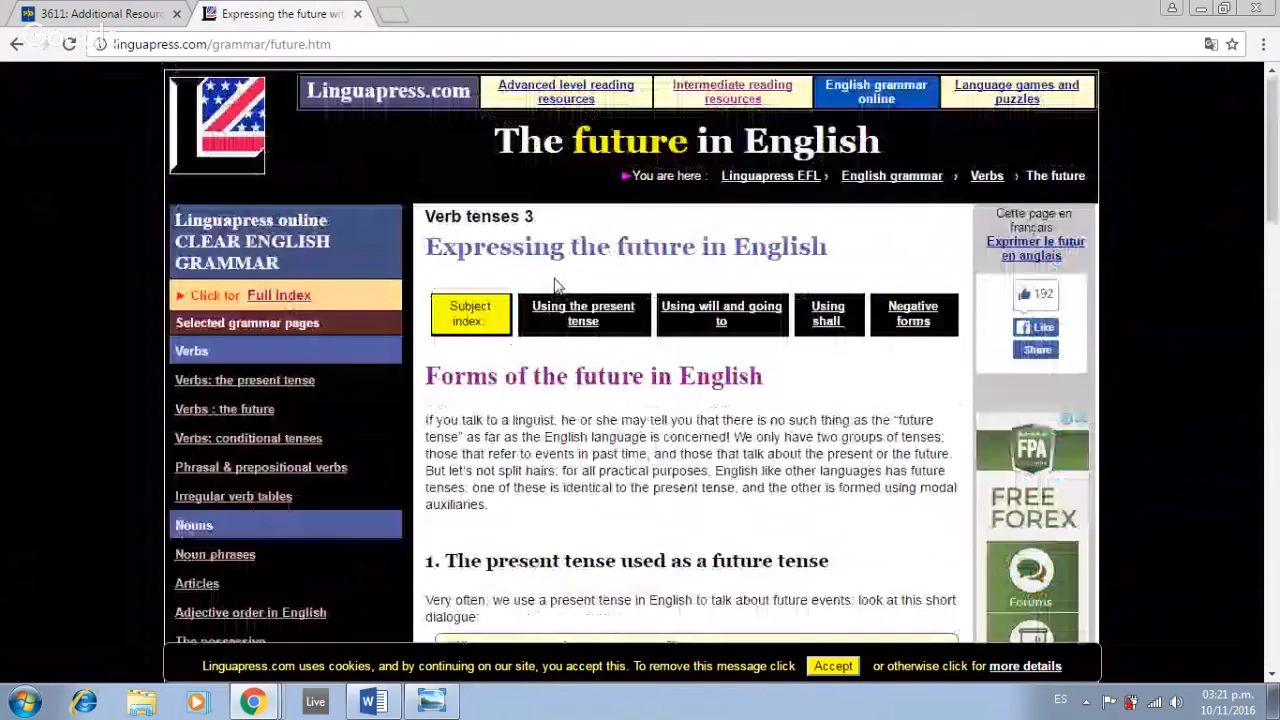 3611: Additional Resour
Expressing the future wit
linguapress.com/grammar/future.htm
Linguapress.com
Advanced level reading resources
Intermediate reading resources
English grammar online
Language games and puzzles
The future in English
►You are here : Linguapress EFL › English grammar › Verbs › The future
Linguapress online
CLEAR ENGLISH
GRAMMAR
► Click for Full Index
Selected grammar pages
Verbs
Verbs: the present tense
Verbs : the future
Verbs: conditional tenses
Phrasal & prepositional verbs
Irregular verb tables
Nouns
Noun phrases
Articles
Adjective order in English
The possessive
Verb tenses 3
Expressing the future in English
Subject index:
Using the present tense
Using will and going to
Using shall
Negative forms
Forms of the future in English
If you talk to a linguist, he or she may tell you that there is no such thing as the “future
tense” as far as the English language is concerned! We only have two groups of tenses;
those that refer to events in past time, and those that talk about the present or the future.
But let’s not split hairs: for all practical purposes, English like other languages has future
tenses: one of these is identical to the present tense, and the other is formed using modal
auxiliaries.
1. The present tense used as a future tense
Very often, we use a present tense in English to talk about future events: look at this short
dialogue:
Cette page en
français
Exprimer le futur
en anglais
192
Like
Share
FPA
FREE
FOREX
Forums
Linguapress.com uses cookies, and by continuing on our site, you accept this. To remove this message click Accept or otherwise click for more details
Live
ES
03:21 p.m.
10/11/2016